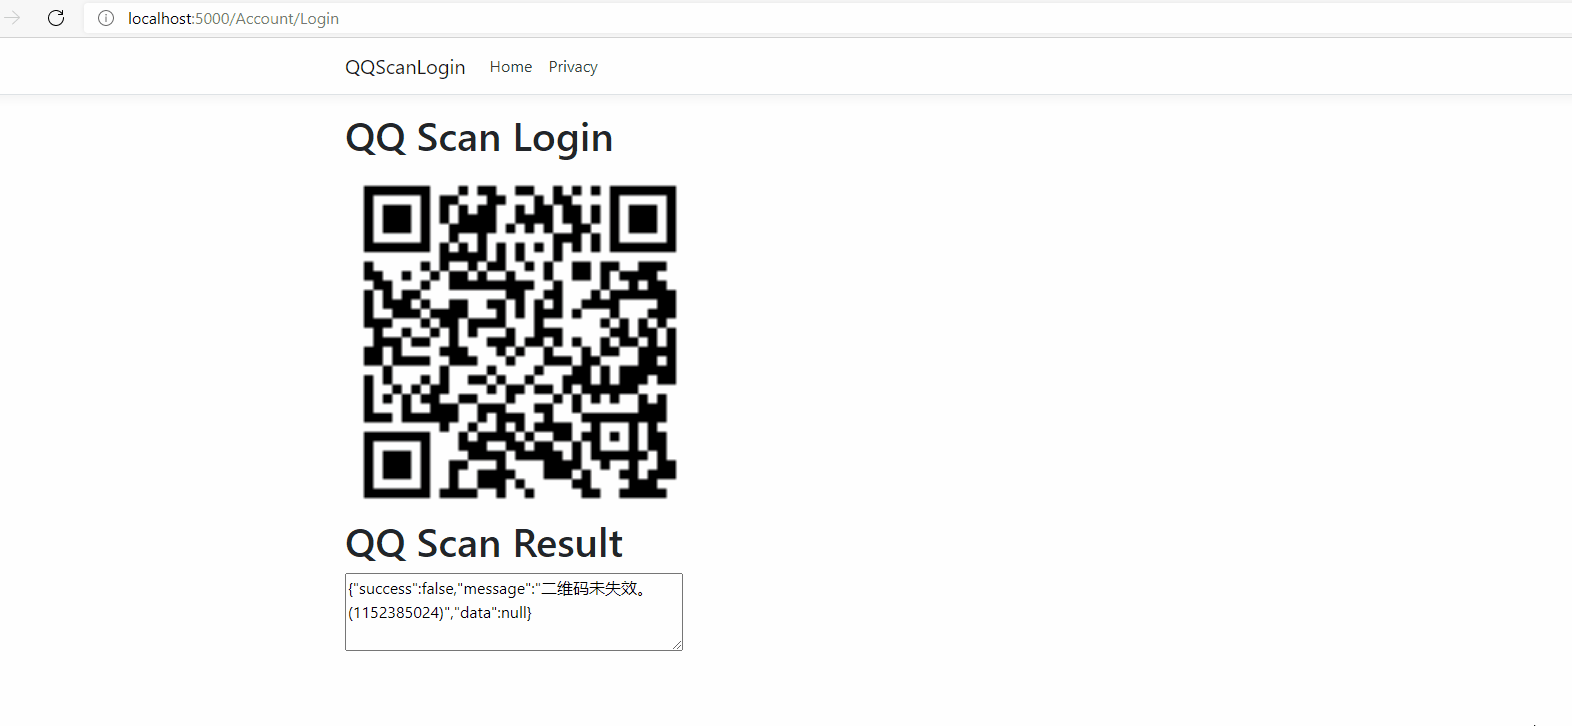 localhost:5000/Account/Login
QQScanLogin Home Privacy
QQ Scan Login
QQ Scan Result
{"success":false,"message":"二维码未失效。
(1152385024)","data":null}